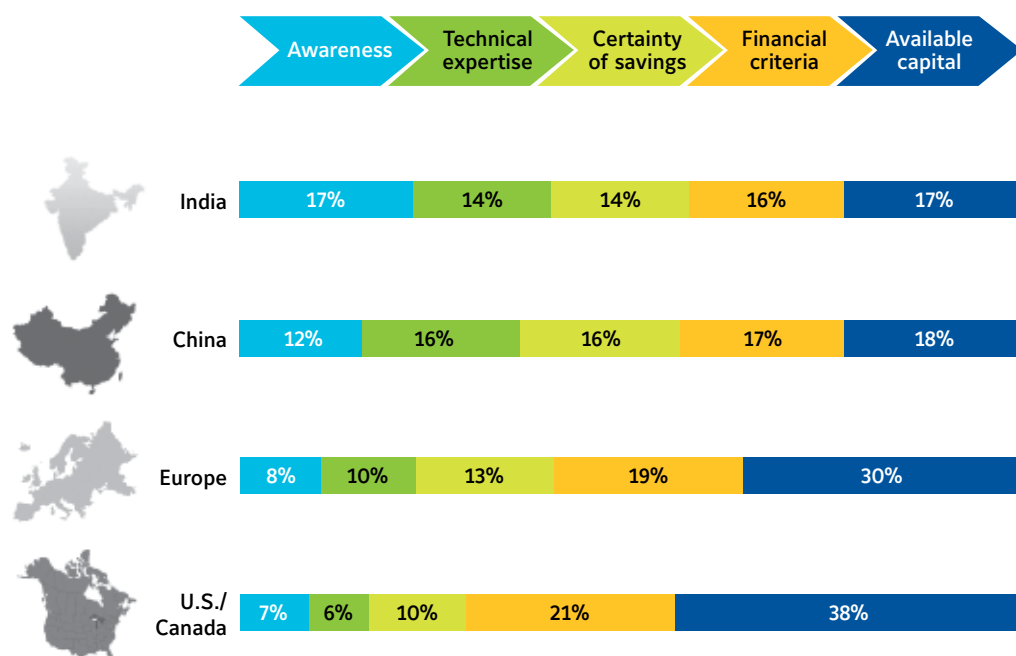 Awareness
Technical
expertise
Certainty
of savings
Financial
criteria
Available
capital
India
17%
14%
14%
16%
17%
China
12%
16%
16%
17%
18%
Europe
8%
10%
13%
19%
30%
U.S./
Canada
7%
6%
10%
21%
38%